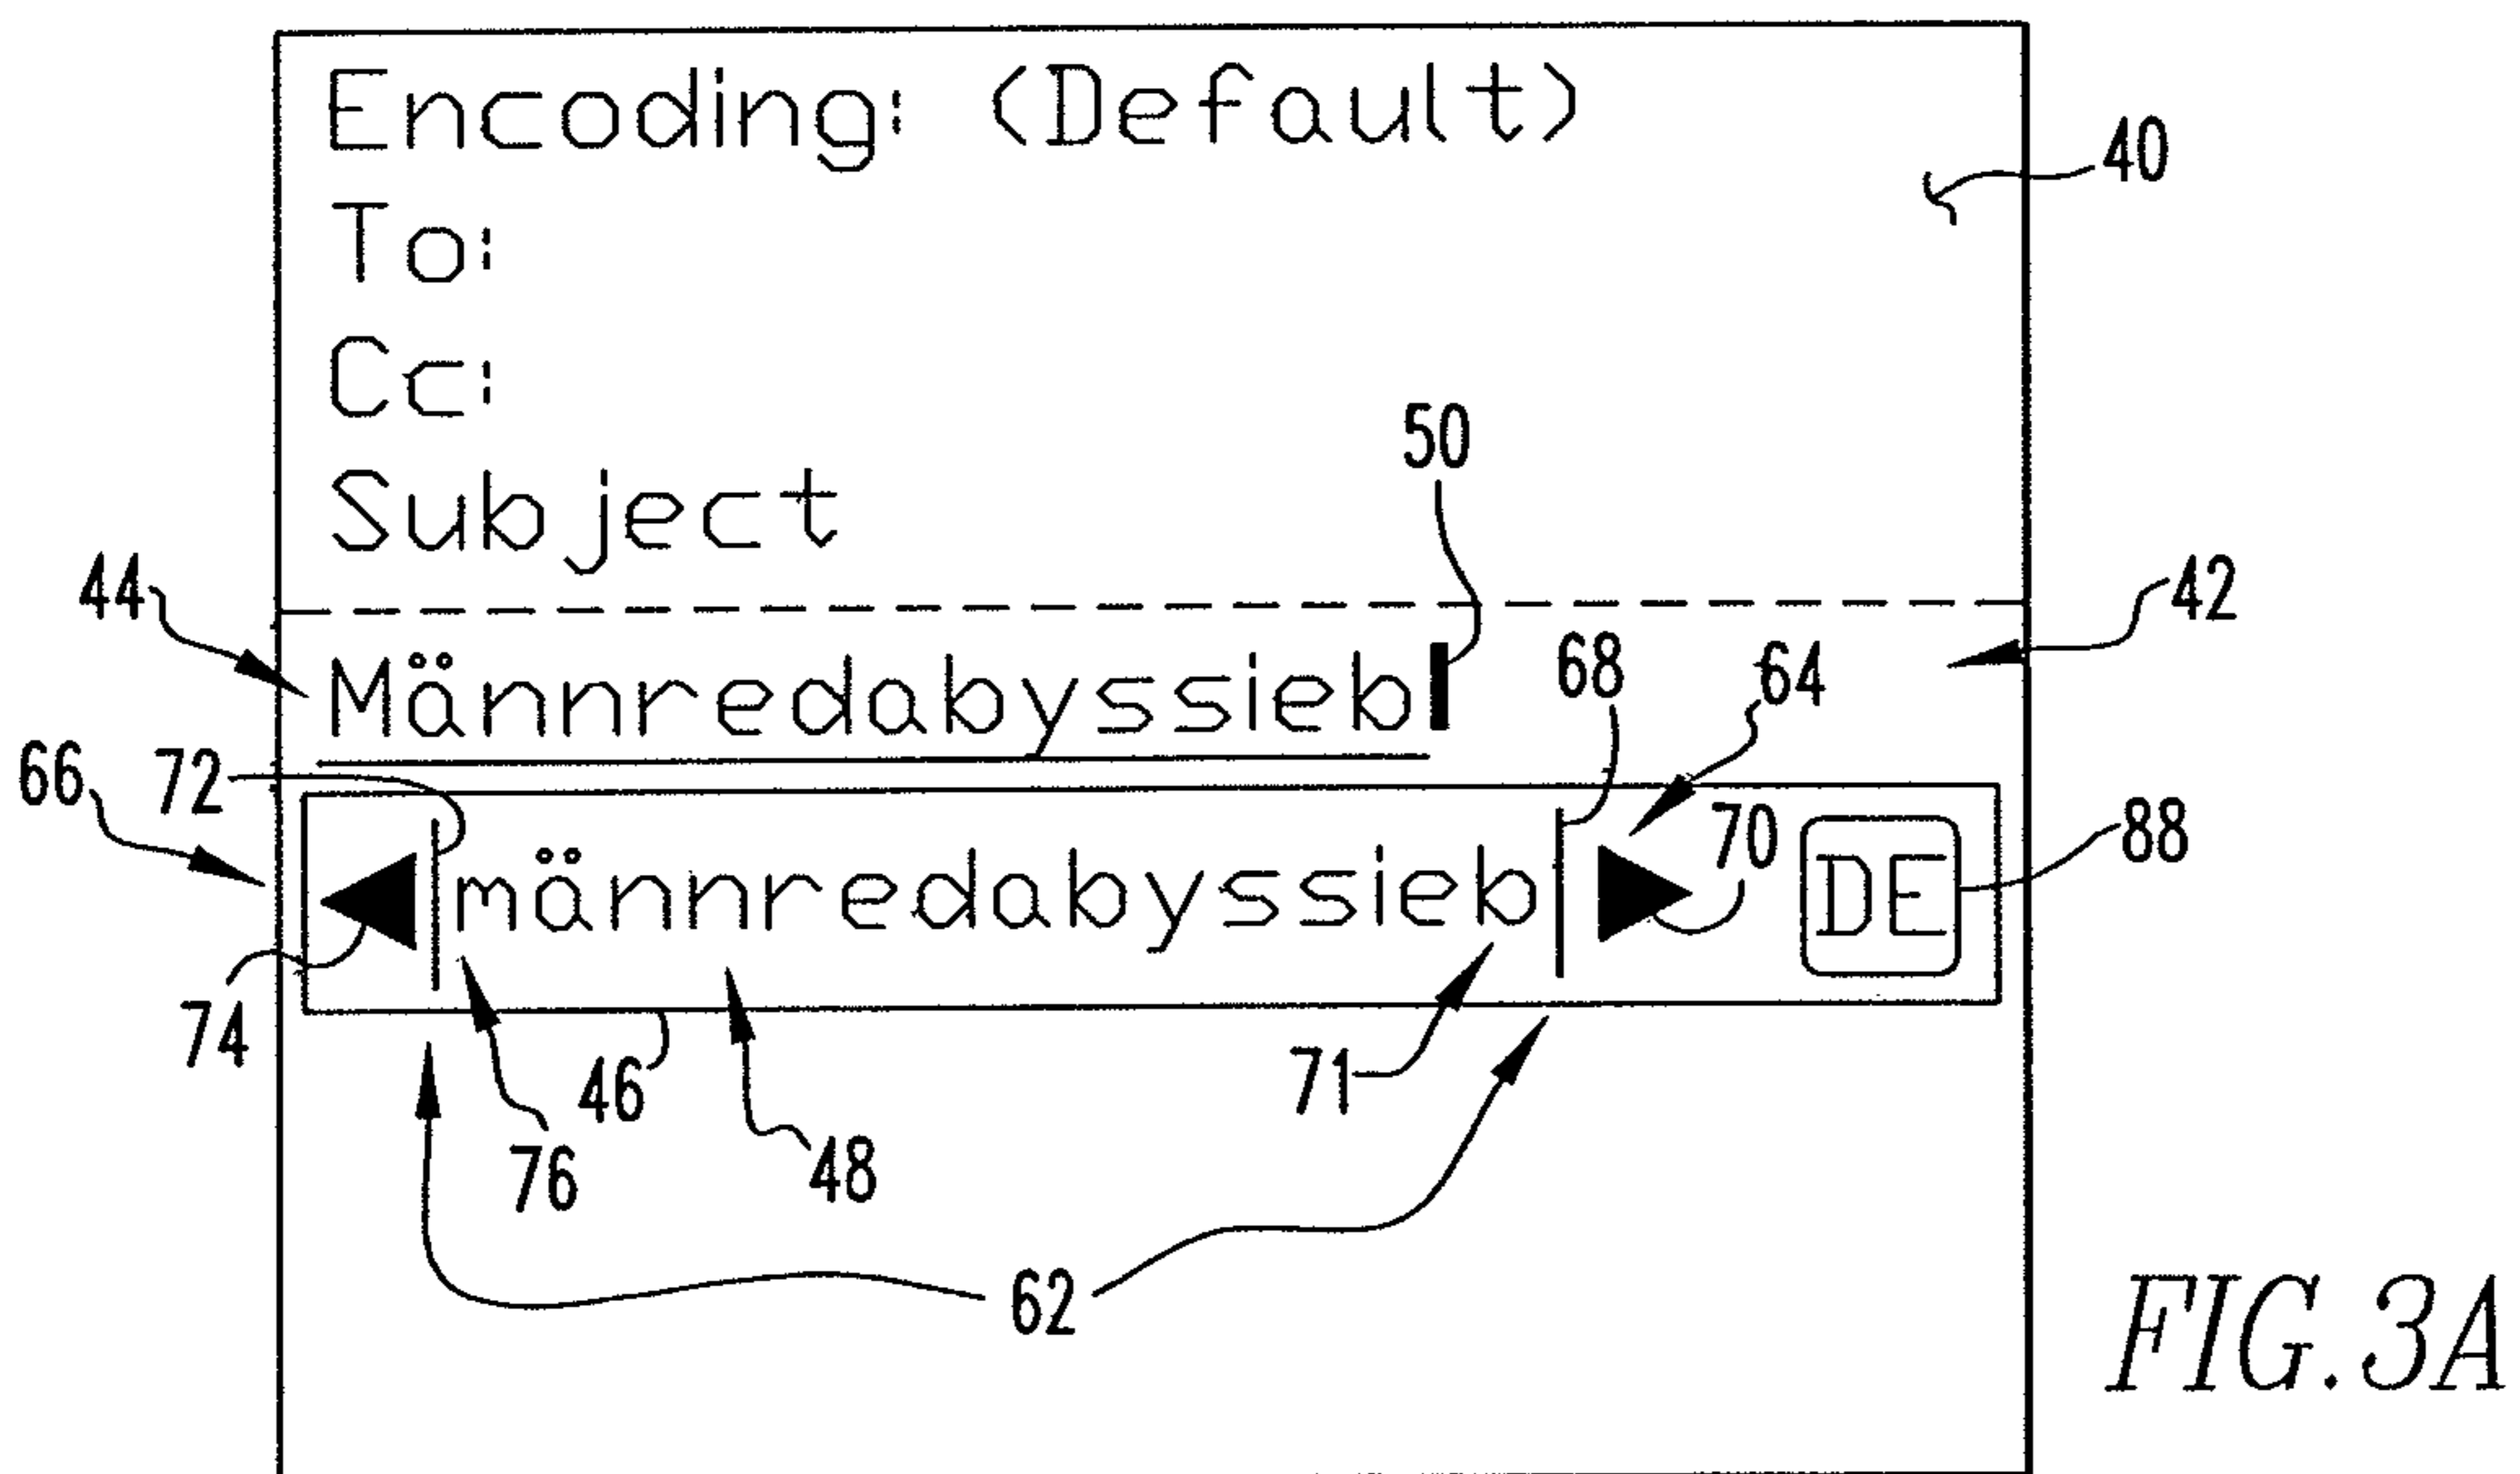 Encoding: (Default)
40
To:
Cc:
50
Subject
44
42
Männredabyssieb
68
64
66
72
70
88
männredabyssieb
DE
74
46
71
76
48
62
FIG.3A